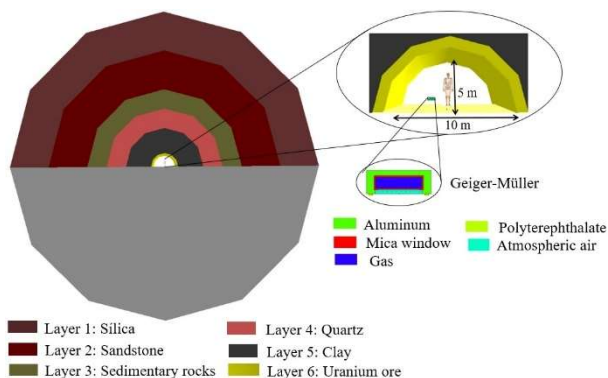 5 m
10 m
Geiger-Müller
Aluminum
Polyterephthalate
Mica window
Atmospheric air
Gas
Layer 1: Sílica
Layer 4: Quartz
Layer 2: Sandstone
Layer 5: Clay
Layer 3: Sedimentary rocks
Layer 6: Uranium ore